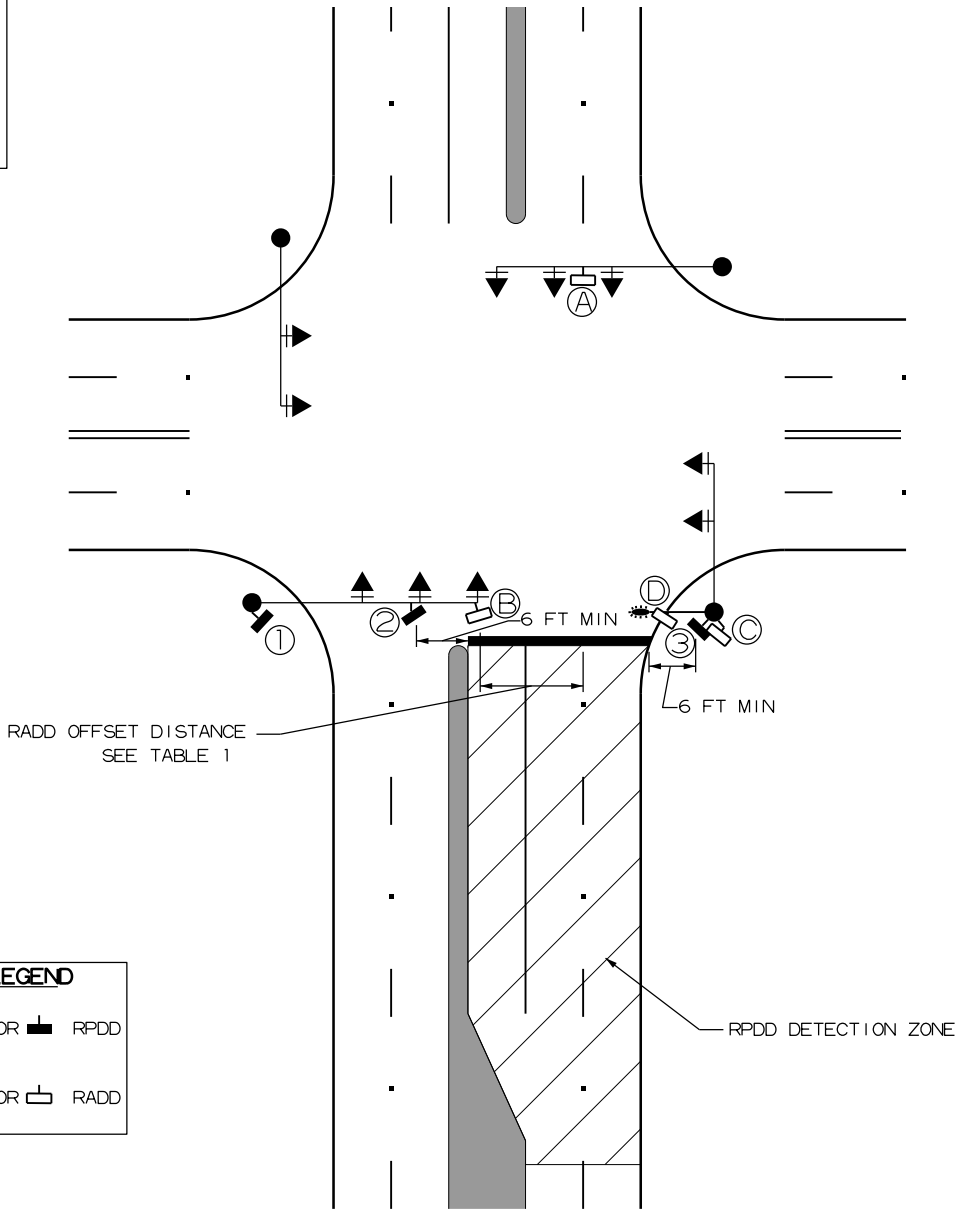 A
D
B
6 FT MIN
2
3
C
1
6 FT MIN
RADD OFFSET DISTANCE
SEE TABLE 1
LEGEND
OR RPDD
RPDD DETECTION ZONE
OR RADD